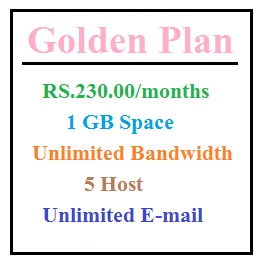 Golden Plan
RS.230.00/months
1 GB Space
Unlimited Bandwidth
5 Host
Unlimited E-mail